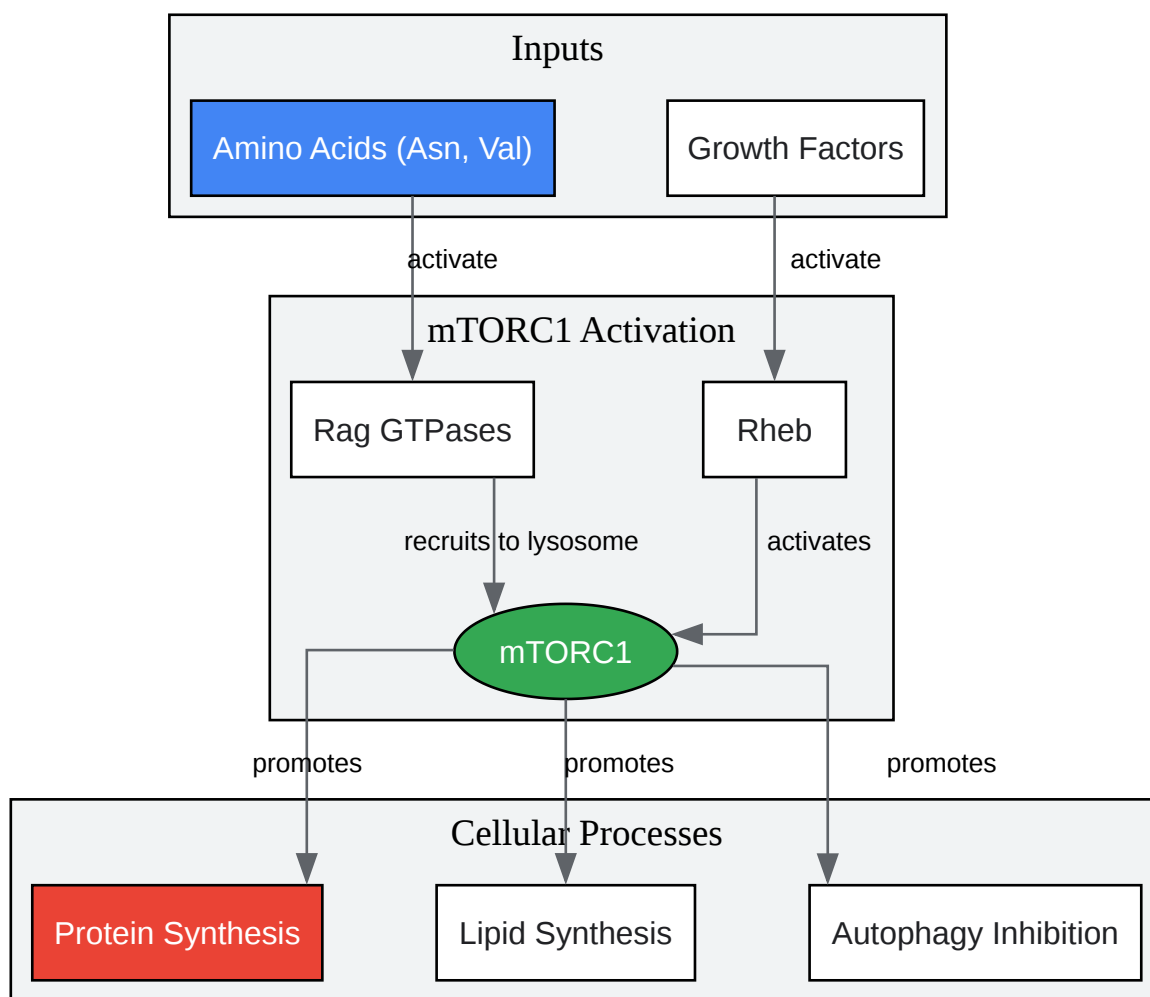 Inputs
Amino Acids (Asn, Val)
Growth Factors
activate
activate
mTORC1 Activation
Rag GTPases
Rheb
recruits to lysosome
activates
mTORC1
promotes
promotes
promotes
Cellular Processes
Protein Synthesis
Lipid Synthesis
Autophagy Inhibition